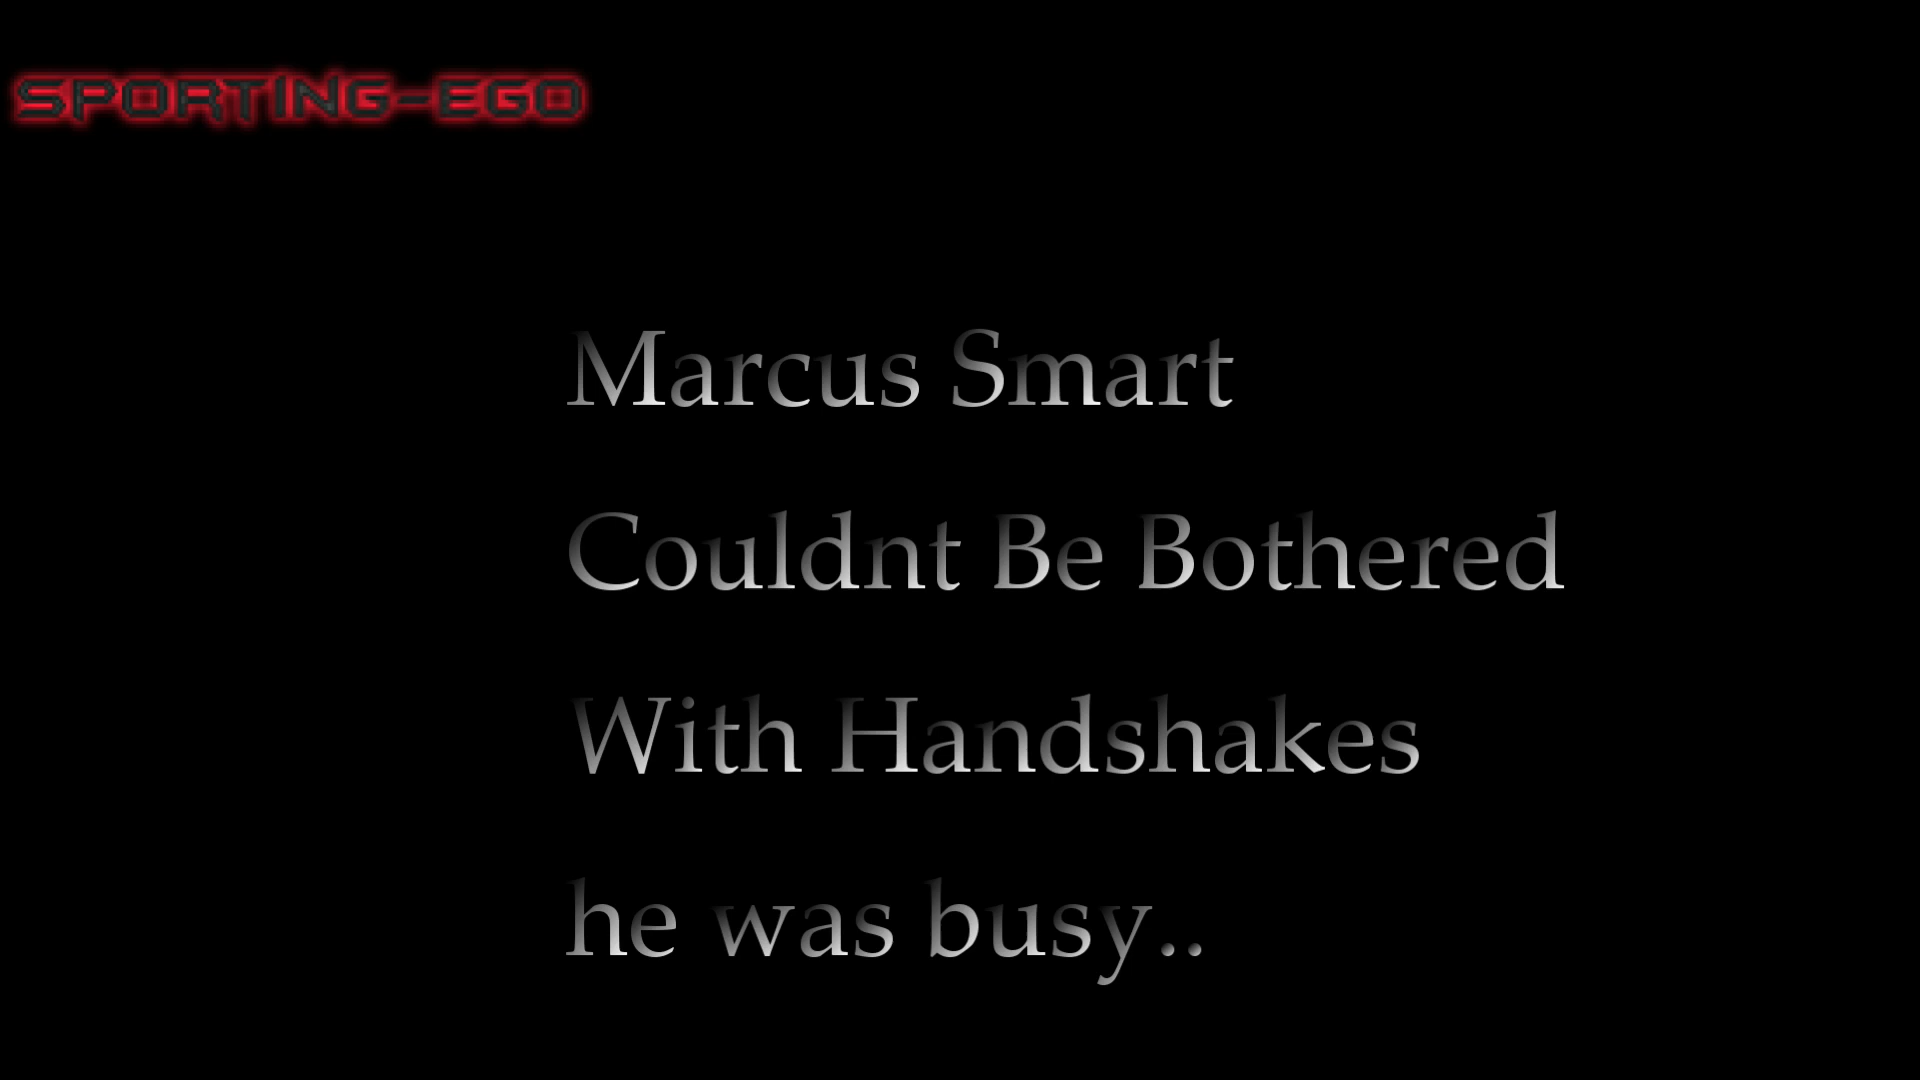 SPORTING-EGO
Marcus Smart
Couldnt Be Bothered
With Handshakes
he was busy..